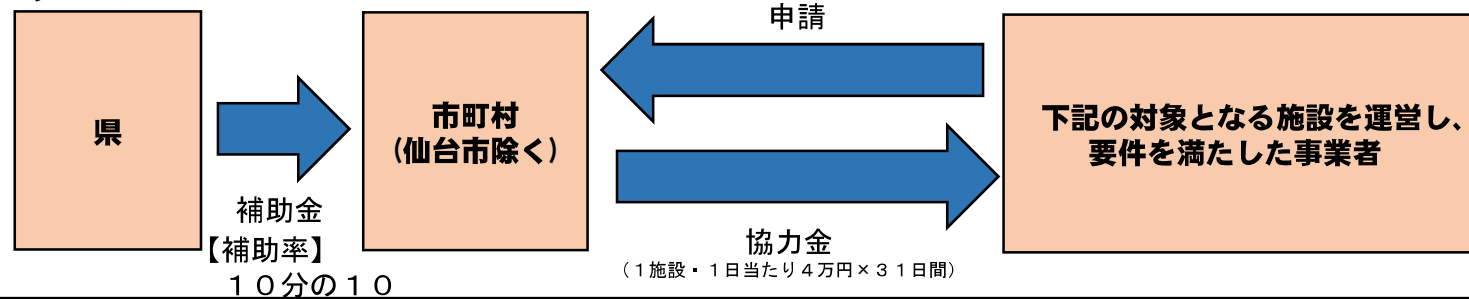 申請
県
市町村
(仙台市除く)
下記の対象となる施設を運営し、
要件を満たした事業者
補助金
【補助率】
１０分の１０
協力金
（１施設・１日当たり４万円×３１日間）